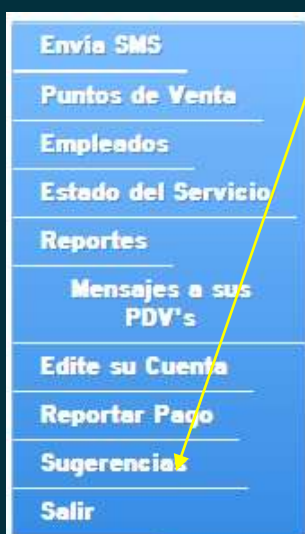 Envía SMS
Puntos de Venta
Empleados
Estado del Servicio
Reportes
Mensajes a sus
PDV's
Edite su Cuenta
Reportar Pago
Sugerencias
Salir